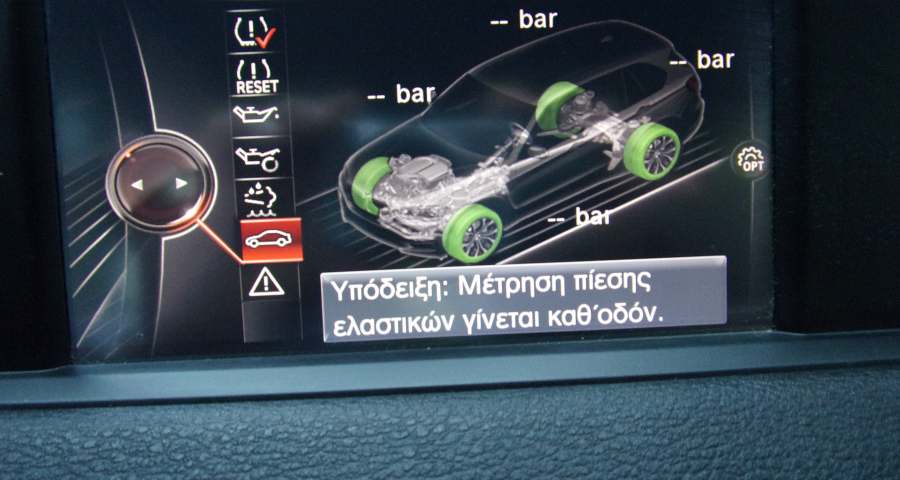 -- bar
-- bar
-- bar
RESET
OPT
-- bar
Υπόδειξη: Μέτρηση πίεσης
ελαστικών γίνεται καθ΄οδόν.